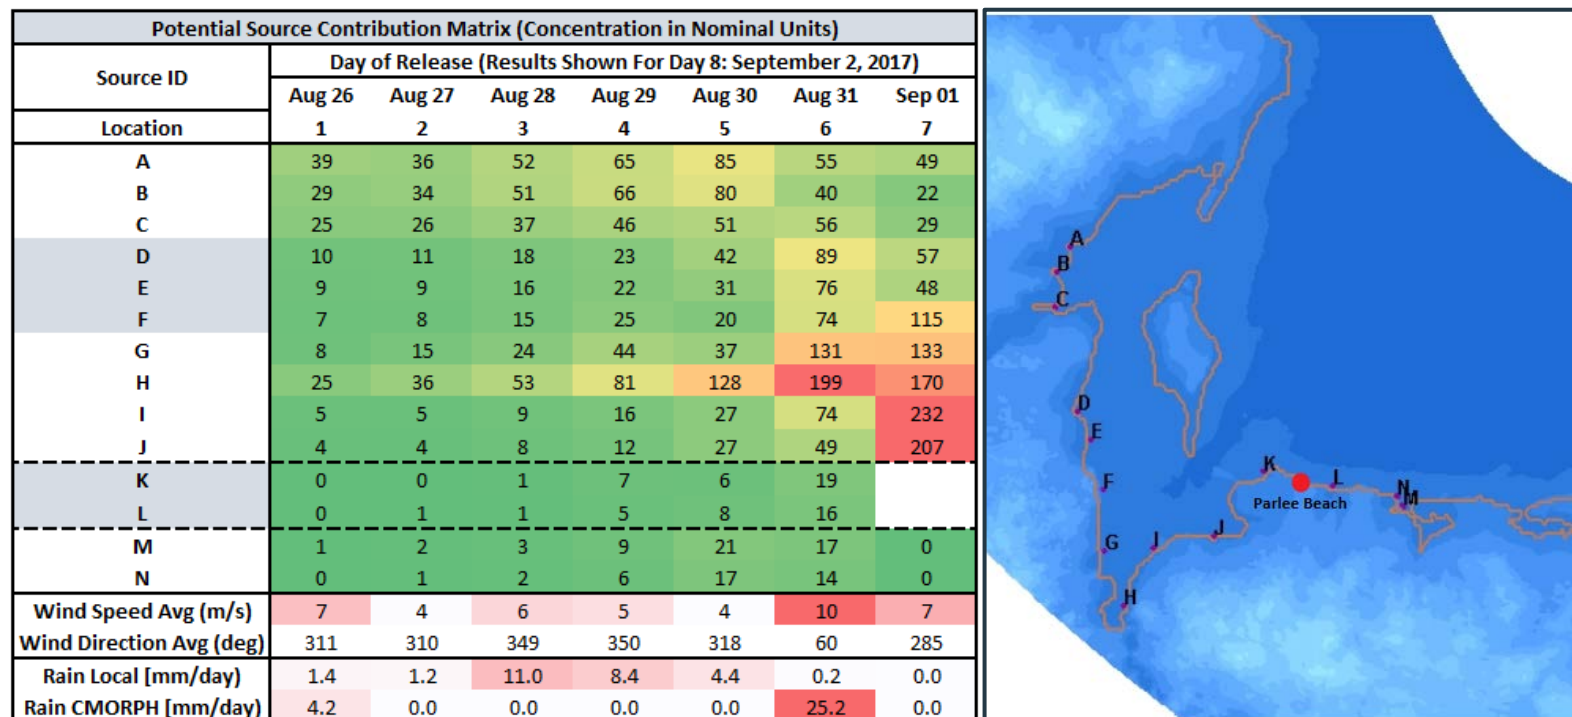 Potential Source Contribution Matrix (Concentration in Nominal Units)
Source ID
Day of Release (Results Shown For Day 8: September 2, 2017)
Aug 26 Aug 27 Aug 28 Aug 29 Aug 30 Aug 31 Sep 01
Location 1 2 3 4 5 6 7
A 39 36 52 65 85 55 49
B 29 34 51 66 80 40 22
C 25 26 37 46 51 56 29
D 10 11 18 23 42 89 57
E 9 9 16 22 31 76 48
F 7 8 15 25 20 74 115
G 8 15 24 44 37 131 133
H 25 36 53 81 128 199 170
I 5 5 9 16 27 74 232
J 4 4 8 12 27 49 207
K 0 0 1 7 6 19
L 0 1 1 5 8 16
M 1 2 3 9 21 17 0
N 0 1 2 6 17 14 0
Wind Speed Avg (m/s) 7 4 6 5 4 10 7
Wind Direction Avg (deg) 311 310 349 350 318 60 285
Rain Local [mm/day] 1.4 1.2 11.0 8.4 4.4 0.2 0.0
Rain CMORPH [mm/day] 4.2 0.0 0.0 0.0 0.0 25.2 0.0
A
B
C
D
E
F
G
H
I
J
K
Parlee Beach
L
N
M